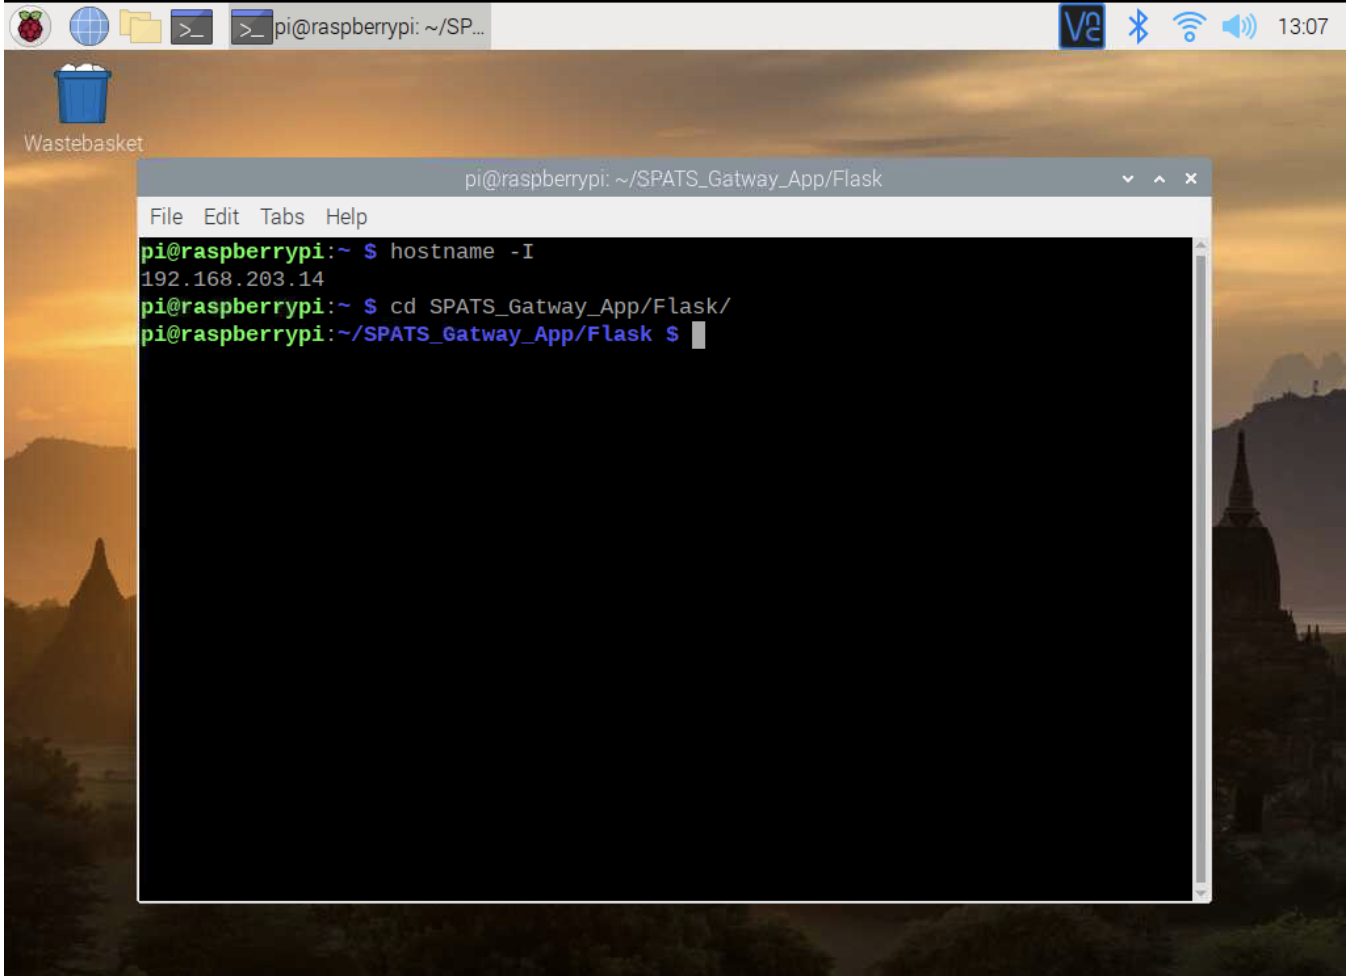 pi@raspberrypi: ~/SP...
13:07
Wastebasket
pi@raspberrypi: ~/SPATS_Gatway_App/Flask
File Edit Tabs Help
pi@raspberrypi:~ $ hostname -I
192.168.203.14
pi@raspberrypi:~ $ cd SPATS_Gatway_App/Flask/
pi@raspberrypi:~/SPATS_Gatway_App/Flask $